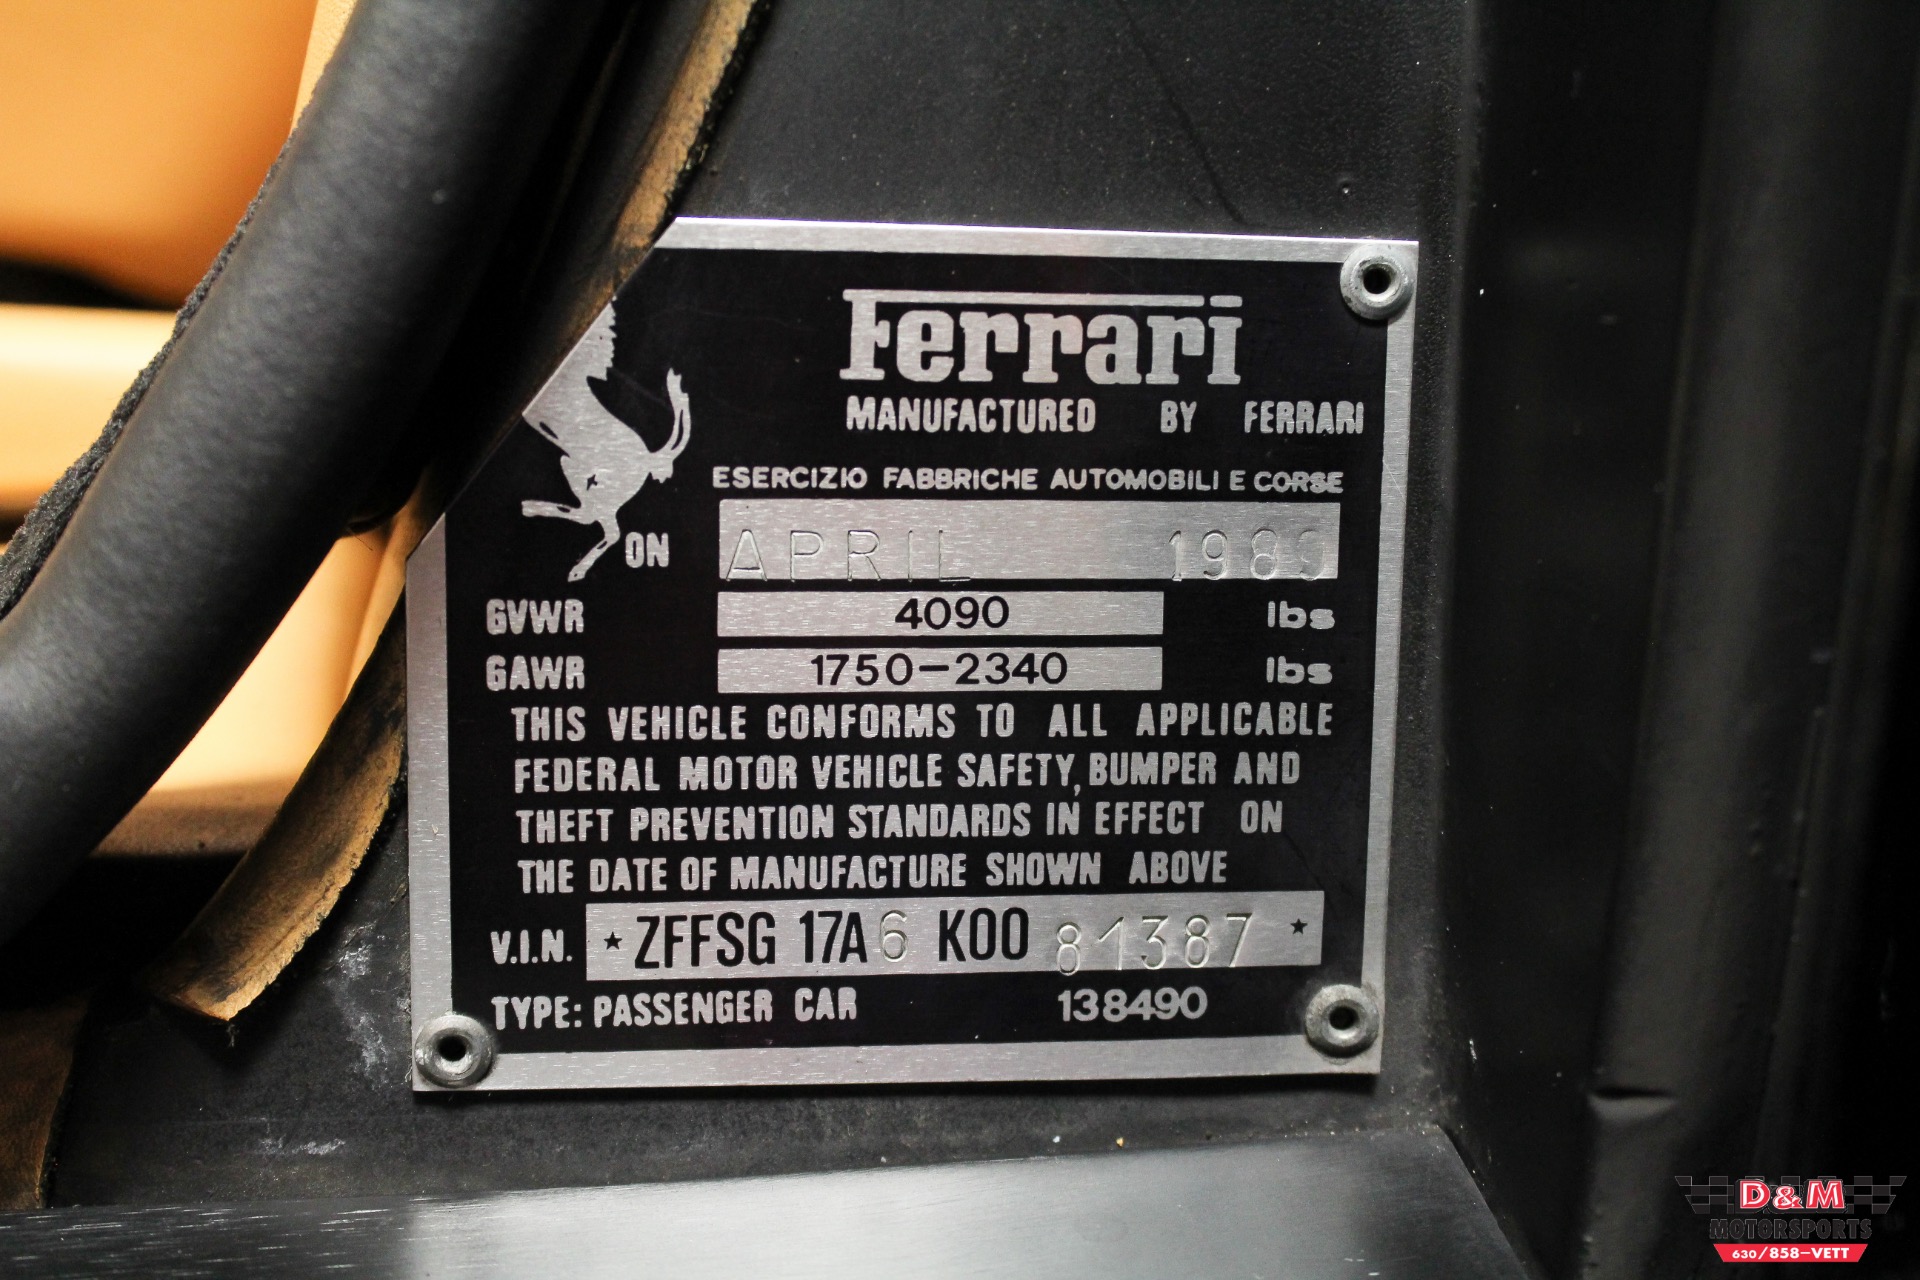 Ferrari
MANUFACTURED BY FERRARI
ESERCIZIO FABBRICHE AUTOMOBILI E CORSE
ON APRIL 1989
GVWR 4090 lbs
GAWR 1750-2340 lbs
THIS VEHICLE CONFORMS TO ALL APPLICABLE
FEDERAL MOTOR VEHICLE SAFETY, BUMPER AND
THEFT PREVENTION STANDARDS IN EFFECT ON
THE DATE OF MANUFACTURE SHOWN ABOVE
V.I.N. ★ ZFFSG 17A6 K00 81387 ★
TYPE: PASSENGER CAR 138490
D&M
MOTORSPORTS
630/858-VETT